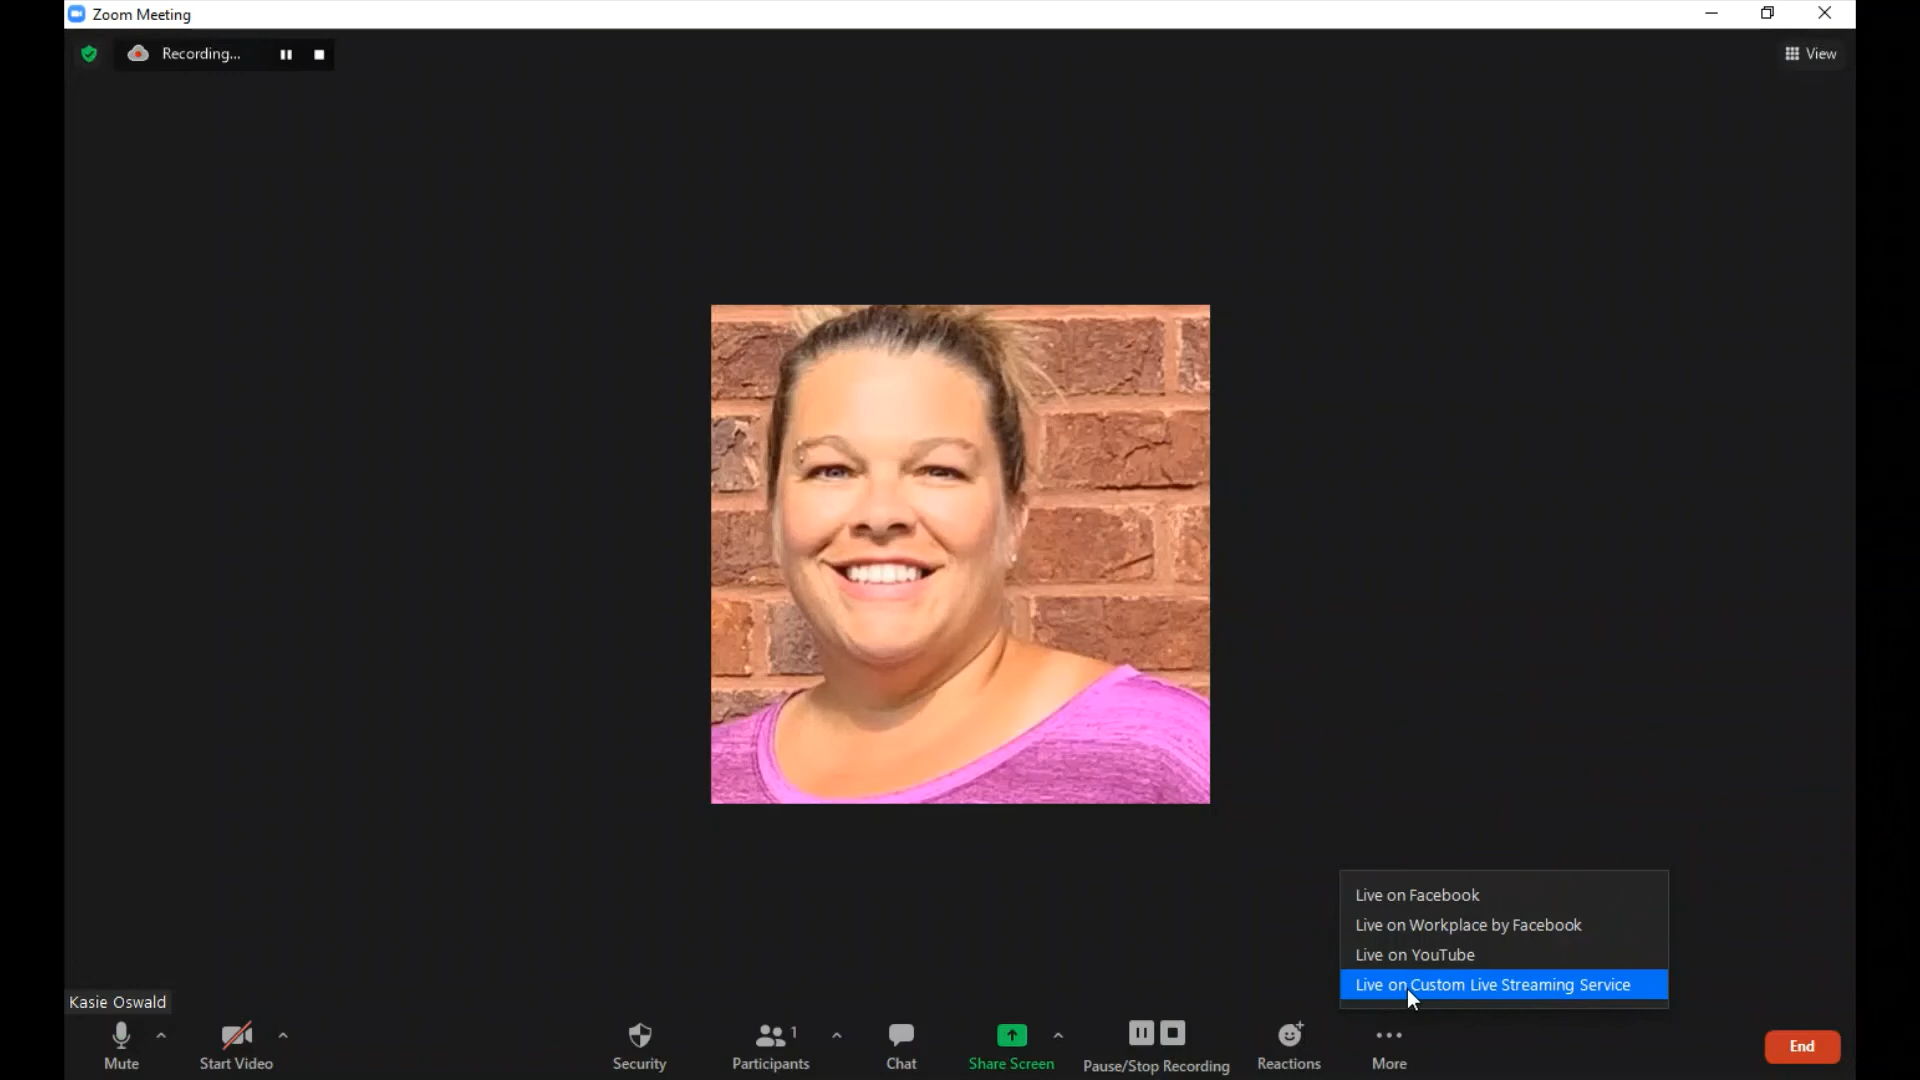 Zoom Meeting
Recording...
View
Live on Facebook
Live on Workplace by Facebook
Live on YouTube
Live on Custom Live Streaming Service
Kasie Oswald
Mute
Start Video
Security
1
Participants
Chat
Share Screen
Pause/Stop Recording
Reactions
More
End